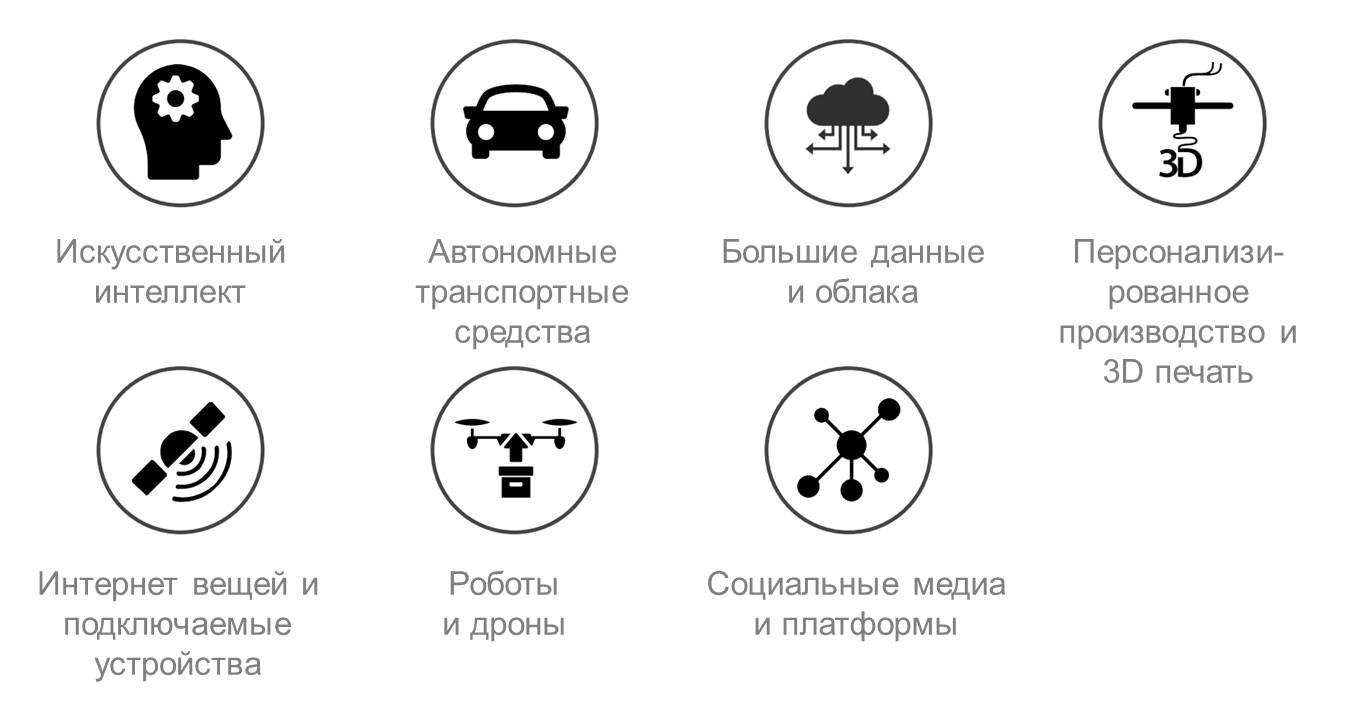 3D
Искусственный
интеллект
Автономные
транспортные
средства
Большие данные
и облака
Персонализи-
рованное
производство и
3D печать
Интернет вещей и
подключаемые
устройства
Роботы
и дроны
Социальные медиа
и платформы